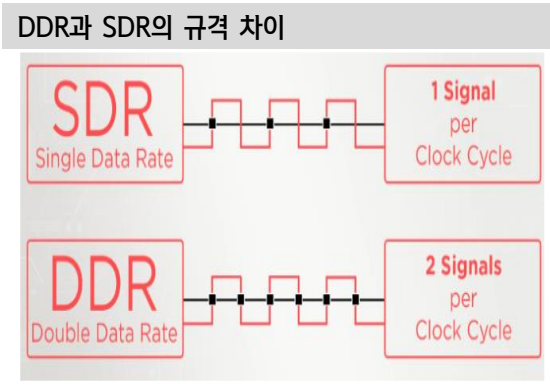 DDR과 SDR의 규격 차이
SDR
Single Data Rate
1 Signal
per
Clock Cycle
DDR
Double Data Rate
2 Signals
per
Clock Cycle